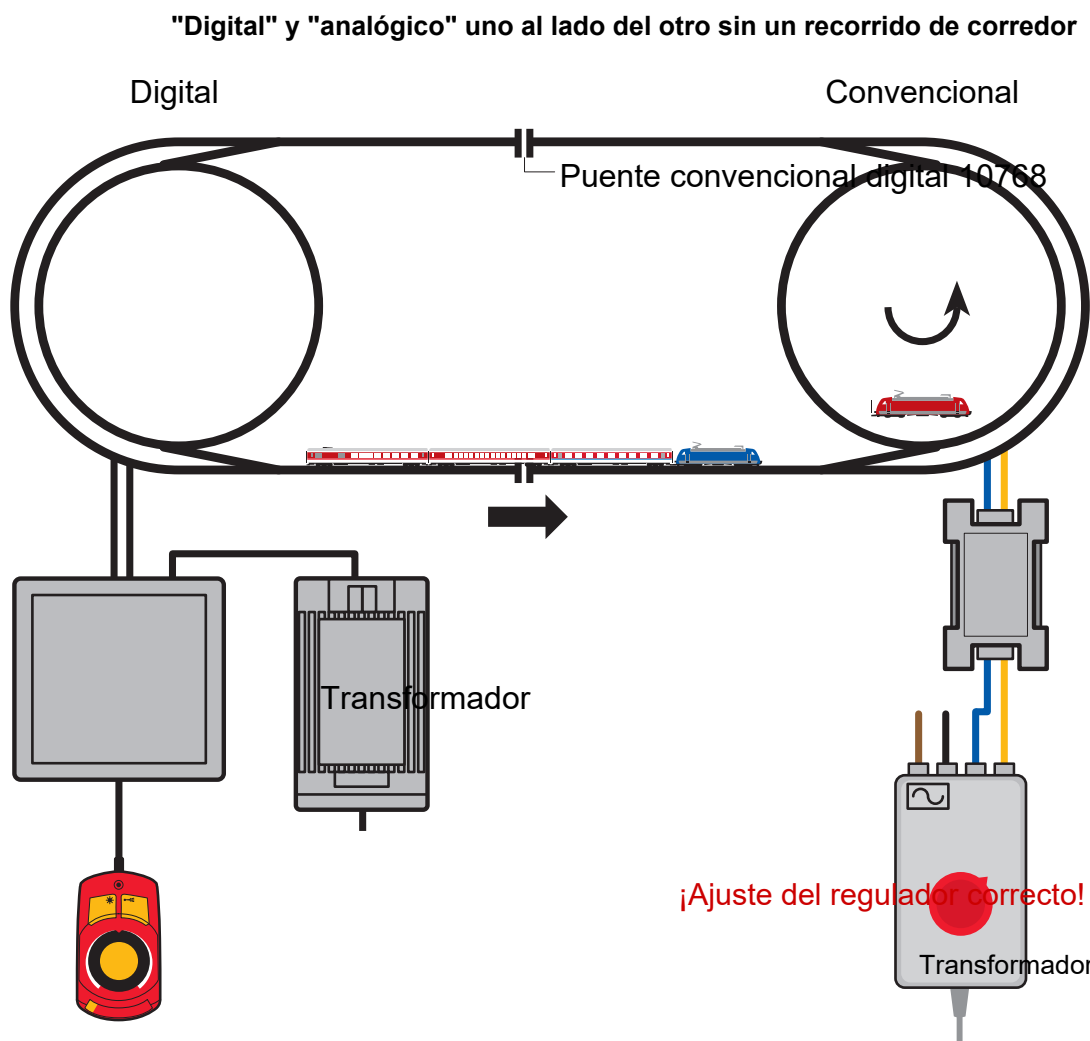 "Digital" y "analógico" uno al lado del otro sin un recorrido de corredor
Digital
Convencional
Puente convencional digital 10768
Transformador
¡Ajuste del regulador correcto!
Transformador